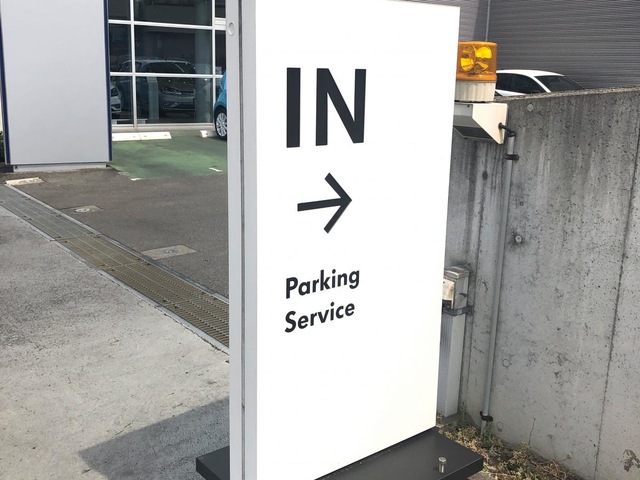 IN
→
Parking
Service